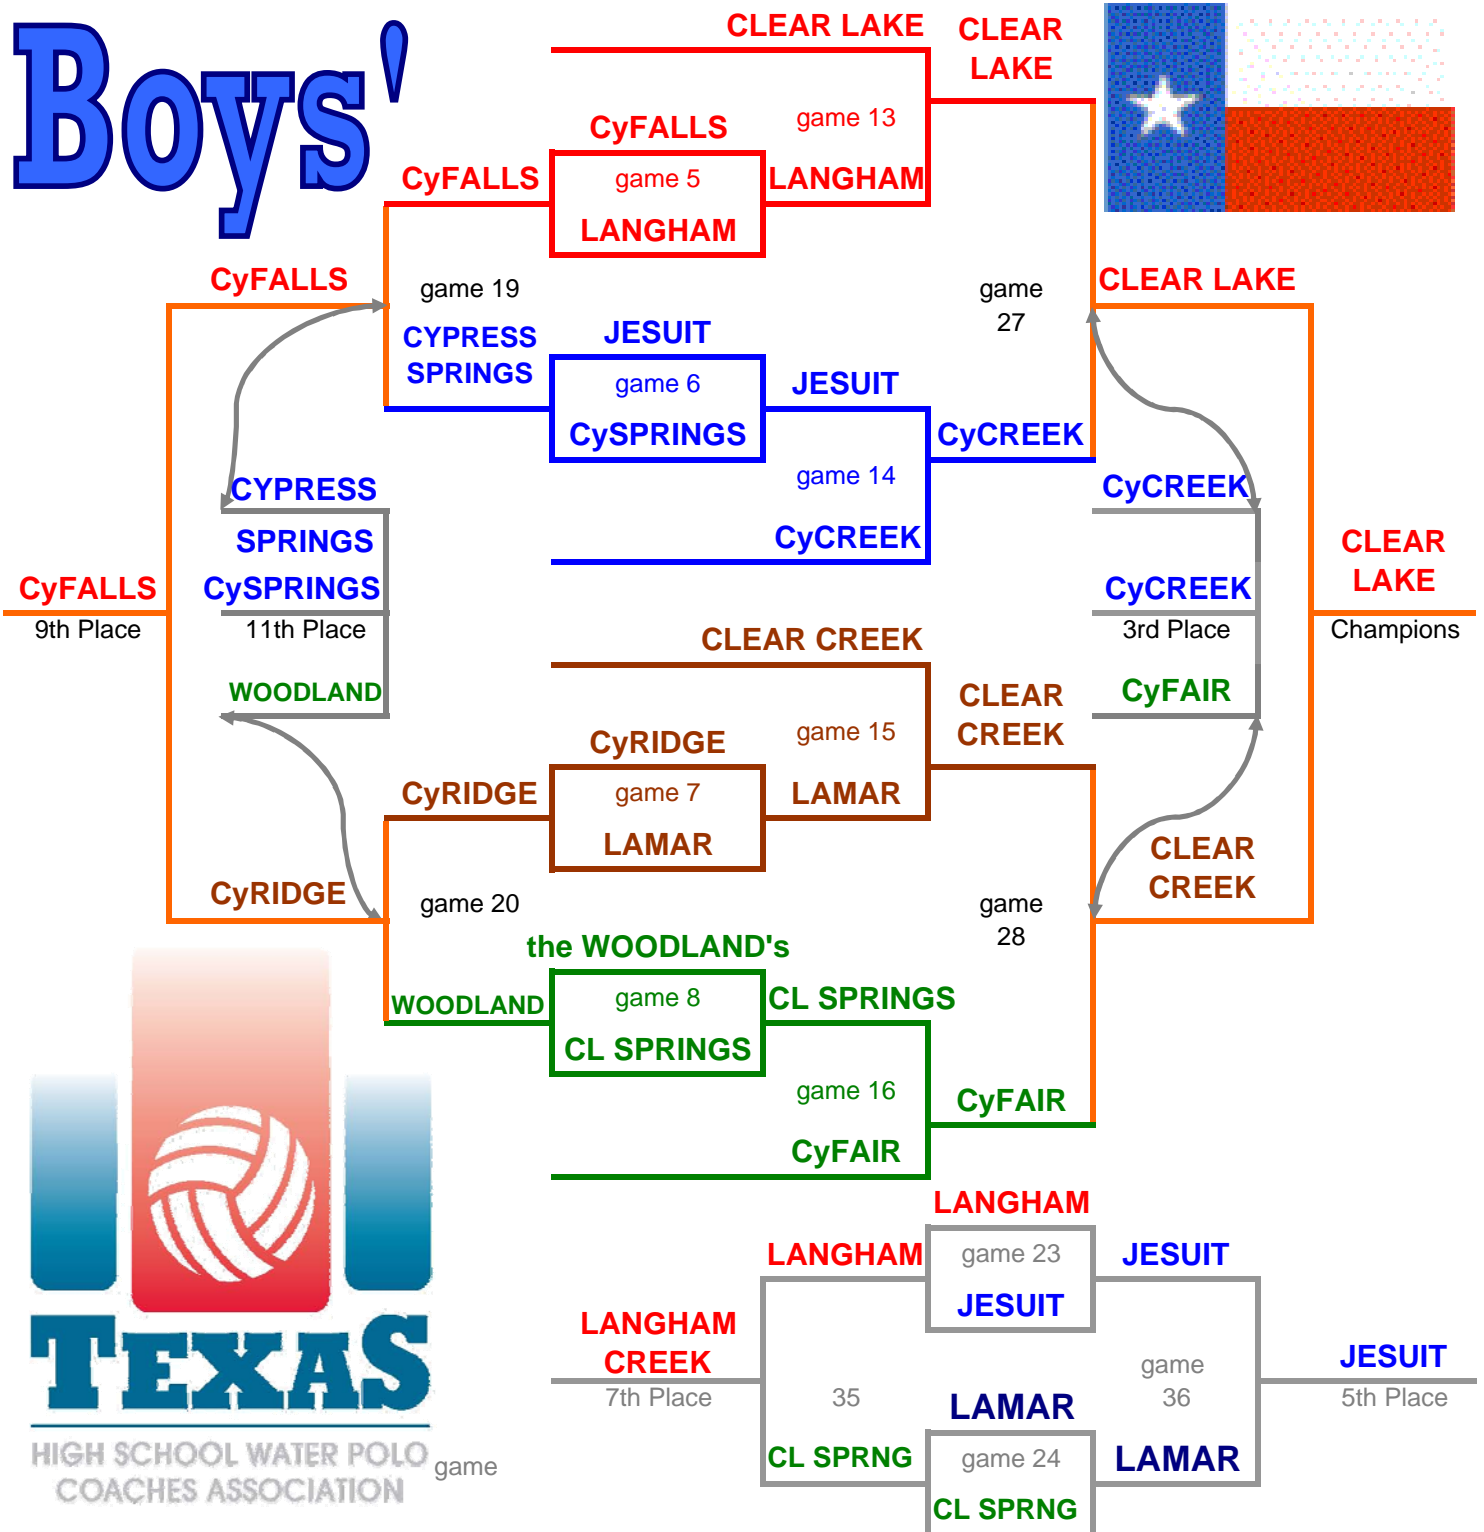 Boys'
CLEAR LAKE
CLEAR
LAKE
CyFALLS
game 13
CyFALLS
game 5
LANGHAM
LANGHAM
CyFALLS
game 19
game
27
CLEAR LAKE
CYPRESS
SPRINGS
JESUIT
game 6
JESUIT
CySPRINGS
CyCREEK
game 14
CYPRESS
SPRINGS
CyCREEK
CyCREEK
CLEAR
LAKE
CyFALLS
9th Place
CySPRINGS
11th Place
CyCREEK
3rd Place
Champions
CLEAR CREEK
WOODLAND
CLEAR
CREEK
CyFAIR
CyRIDGE
game 15
CyRIDGE
game 7
LAMAR
LAMAR
CLEAR
CREEK
CyRIDGE
game 20
game
28
the WOODLAND's
WOODLAND
game 8
CL SPRINGS
CL SPRINGS
game 16
CyFAIR
CyFAIR
LANGHAM
LANGHAM
game 23
JESUIT
JESUIT
LANGHAM
CREEK
7th Place
35
game
36
JESUIT
5th Place
LAMAR
CL SPRNG
game 24
LAMAR
CL SPRNG
TEXAS
HIGH SCHOOL WATER POLO
COACHES ASSOCIATION
game